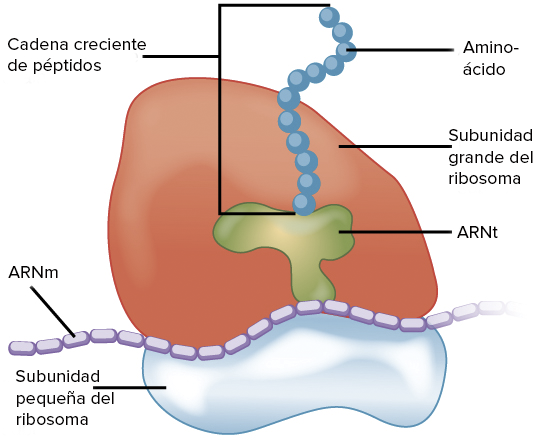 Cadena creciente
de péptidos
Amino-
ácido
Subunidad
grande del
ribosoma
ARNt
ARNm
Subunidad
pequeña del
ribosoma